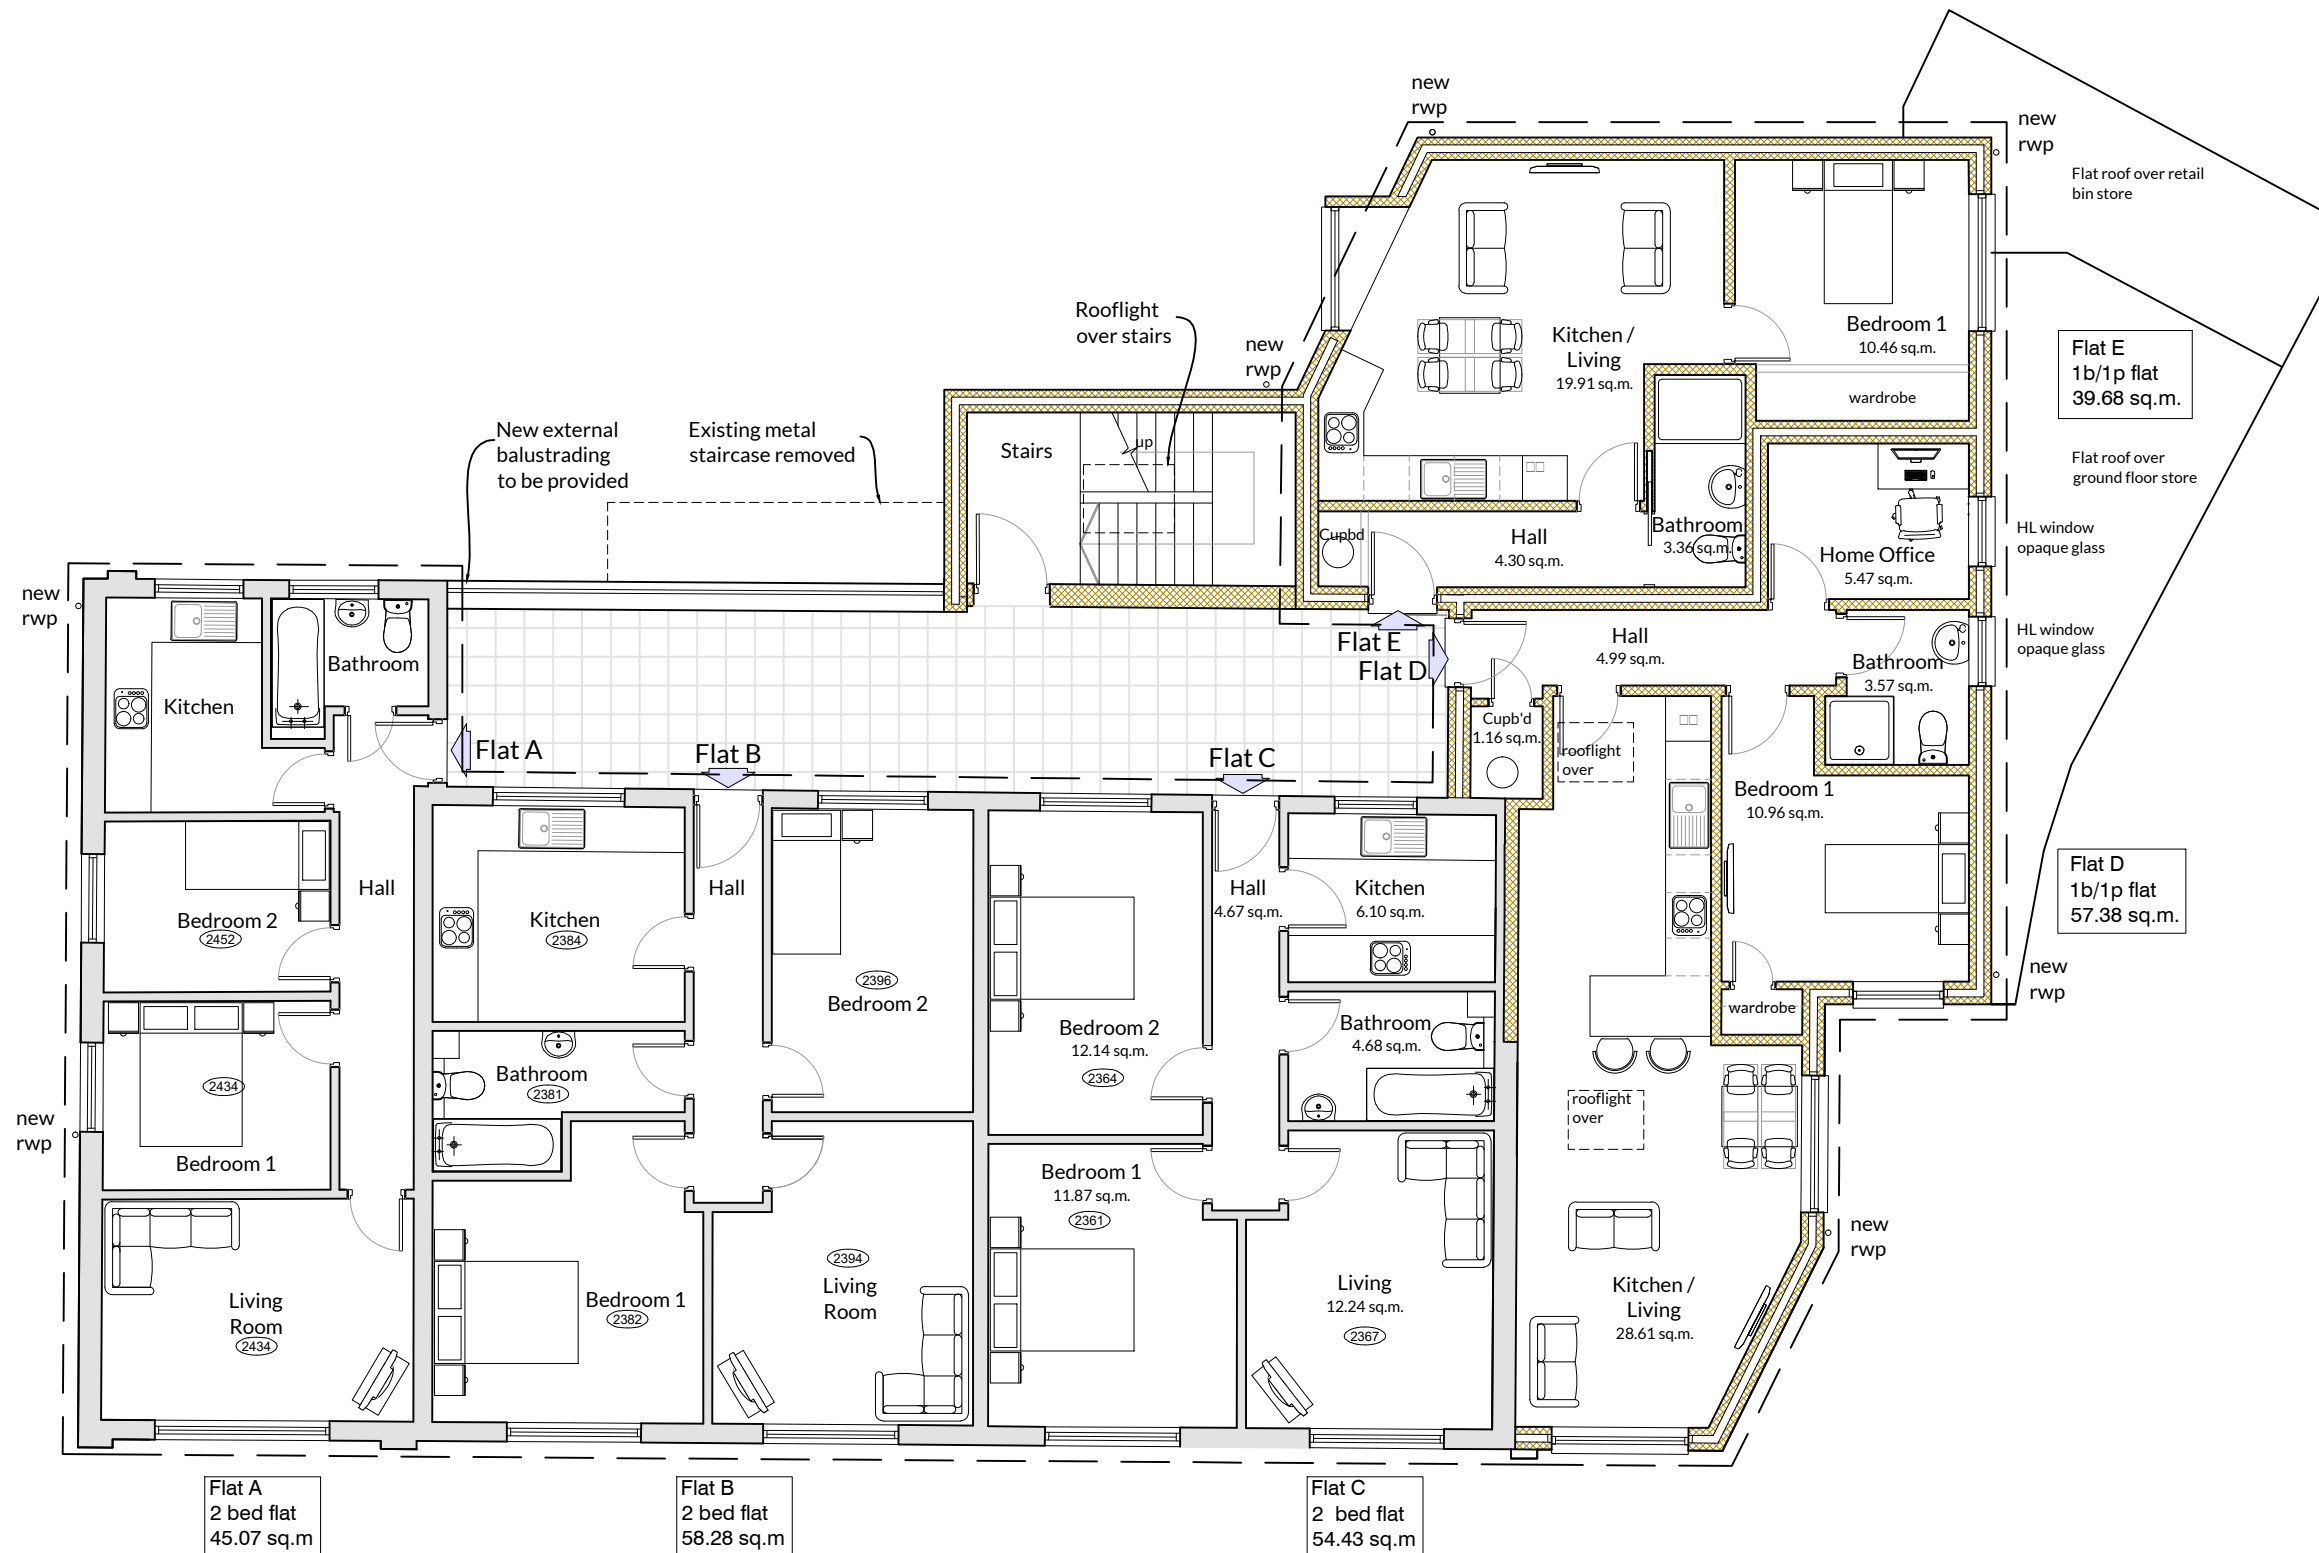 new
rwp
new
rwp
Flat roof over retail
bin store
Rooflight
over stairs
new
rwp
Kitchen /
Living
19.91 sq.m.
Bedroom 1
10.46 sq.m.
wardrobe
Flat E
1b/1p flat
39.68 sq.m.
New external
balustrading
to be provided
Existing metal
staircase removed
Stairs
up
Flat roof over
ground floor store
Cupbd
Hall
4.30 sq.m.
Bathroom
3.36 sq.m.
Home Office
5.47 sq.m.
HL window
opaque glass
new
rwp
Kitchen
Bathroom
Flat E
Flat D
Hall
4.99 sq.m.
Bathroom
3.57 sq.m.
HL window
opaque glass
Flat A
Flat B
Flat C
Cupb'd
1.16 sq.m.
rooflight
over
Bedroom 1
10.96 sq.m.
Bedroom 2
2452
Hall
Kitchen
2384
Hall
2396
Bedroom 2
Bedroom 2
12.14 sq.m.
2364
Hall
4.67 sq.m.
Kitchen
6.10 sq.m.
Flat D
1b/1p flat
57.38 sq.m.
new
rwp
wardrobe
Bathroom
4.68 sq.m.
new
rwp
2434
Bedroom 1
Bathroom
2381
rooflight
over
Bedroom 1
11.87 sq.m.
2361
new
rwp
Living
Room
2434
Bedroom 1
2382
2394
Living
Room
Living
12.24 sq.m.
2367
Kitchen /
Living
28.61 sq.m.
Flat A
2 bed flat
45.07 sq.m
Flat B
2 bed flat
58.28 sq.m
Flat C
2 bed flat
54.43 sq.m